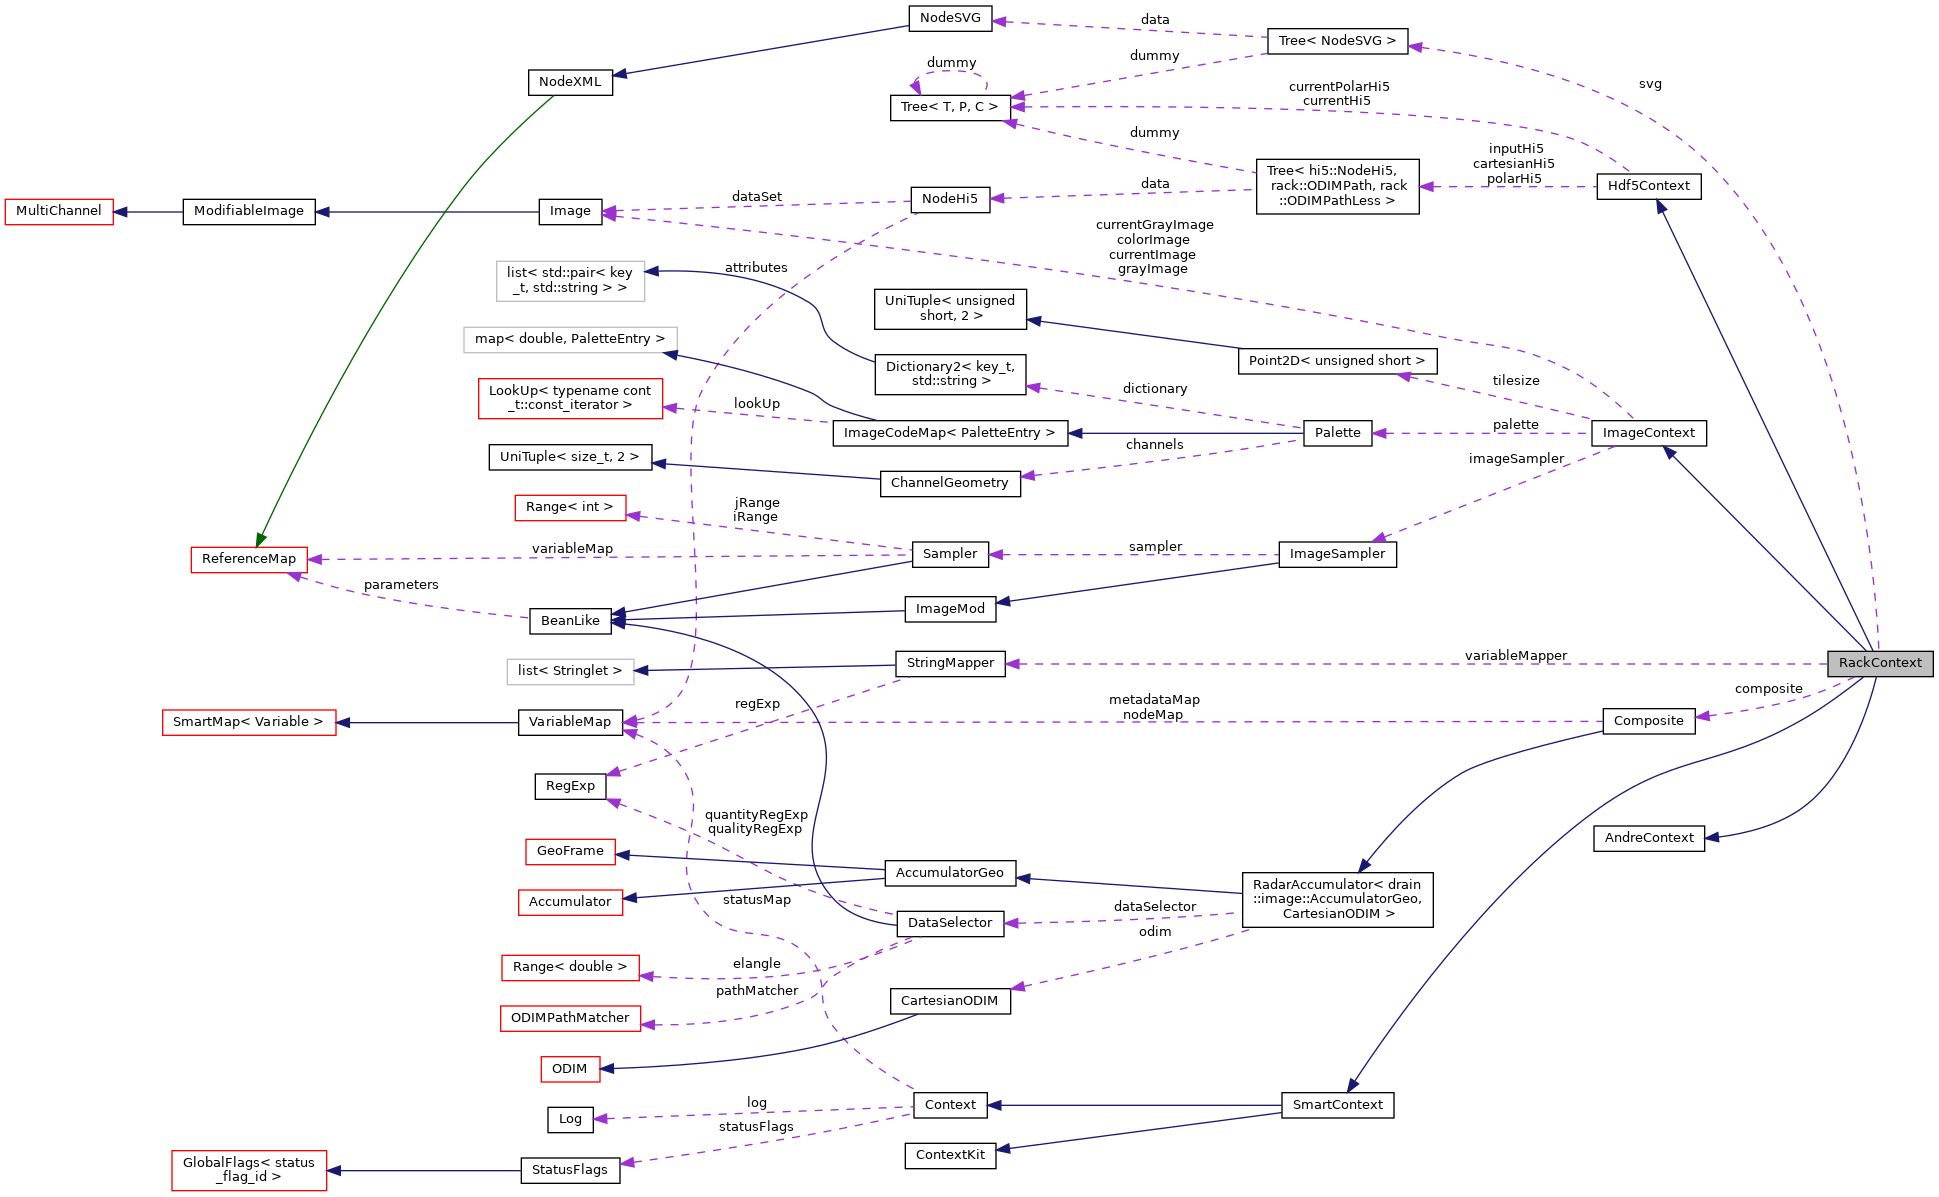 NodeSVG
data
Tree< NodeSVG >
dummy
dummy
NodeXML
svg
currentPolarHi5
currentHi5
Tree< T, P, C >
dummy
inputHi5
cartesianHi5
polarHi5
Tree< hi5::NodeHi5,
rack::ODIMPath, rack
::ODIMPathLess >
Hdf5Context
data
dataSet
NodeHi5
MultiChannel
ModifiableImage
Image
currentGrayImage
colorImage
currentImage
grayImage
attributes
list< std::pair< key
_t, std::string > >
UniTuple< unsigned
short, 2 >
map< double, PaletteEntry >
Point2D< unsigned short >
Dictionary2< key_t,
std::string >
tilesize
dictionary
LookUp< typename cont
_t::const_iterator >
lookUp
ImageCodeMap< PaletteEntry >
Palette
palette
ImageContext
channels
UniTuple< size_t, 2 >
imageSampler
ChannelGeometry
Range< int >
jRange
iRange
ReferenceMap
variableMap
Sampler
sampler
ImageSampler
parameters
BeanLike
ImageMod
list< Stringlet >
StringMapper
variableMapper
RackContext
composite
regExp
metadataMap
nodeMap
SmartMap< Variable >
VariableMap
Composite
RegExp
quantityRegExp
qualityRegExp
AndreContext
GeoFrame
AccumulatorGeo
RadarAccumulator< drain
::image::AccumulatorGeo,
CartesianODIM >
Accumulator
statusMap
dataSelector
DataSelector
odim
Range< double >
elangle
pathMatcher
CartesianODIM
ODIMPathMatcher
ODIM
log
Context
SmartContext
Log
statusFlags
ContextKit
GlobalFlags< status
_flag_id >
StatusFlags